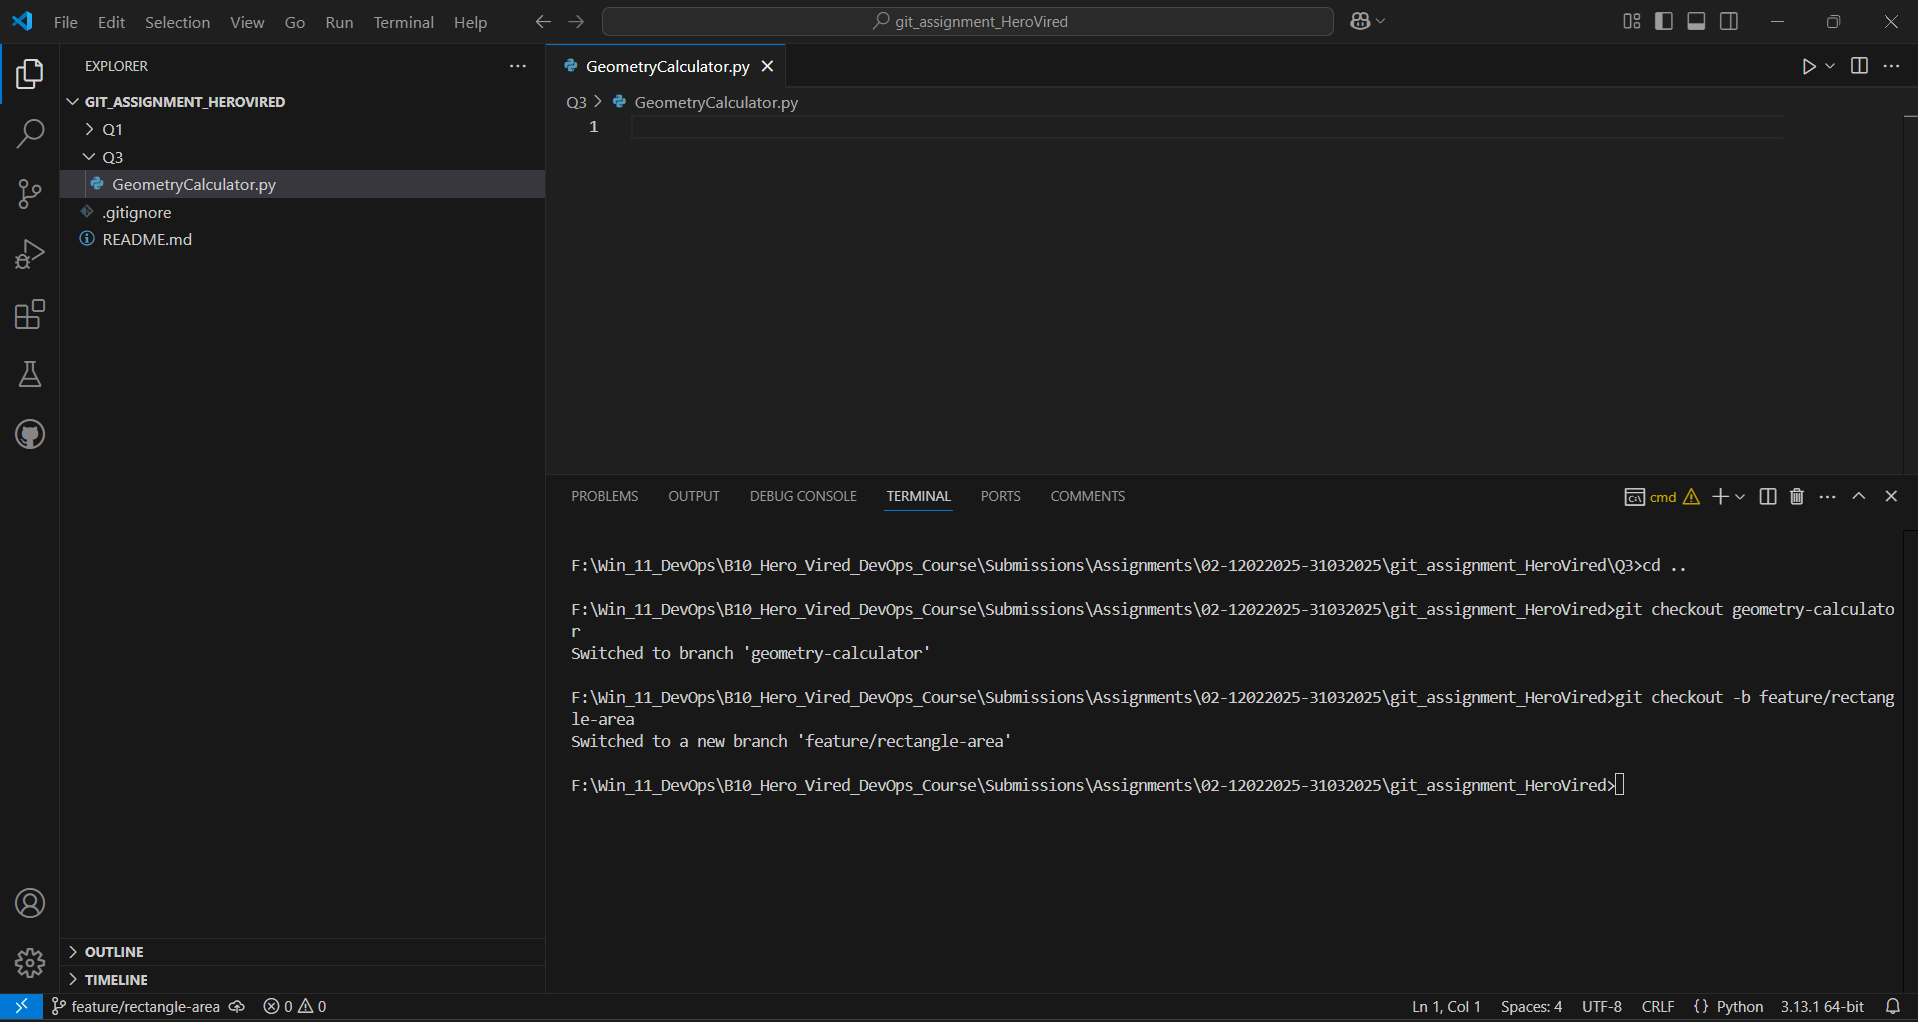 File Edit Selection View Go Run Terminal Help
git_assignment_HeroVired
EXPLORER
GIT_ASSIGNMENT_HEROVIRED
Q1
Q3
GeometryCalculator.py
.gitignore
README.md
OUTLINE
TIMELINE
GeometryCalculator.py
Q3 > GeometryCalculator.py
1
PROBLEMS OUTPUT DEBUG CONSOLE TERMINAL PORTS COMMENTS
cmd
F:\Win_11_DevOps\B10_Hero_Vired_DevOps_Course\Submissions\Assignments\02-12022025-31032025\git_assignment_HeroVired\Q3>cd ..
F:\Win_11_DevOps\B10_Hero_Vired_DevOps_Course\Submissions\Assignments\02-12022025-31032025\git_assignment_HeroVired>git checkout geometry-calculato
r
Switched to branch 'geometry-calculator'
F:\Win_11_DevOps\B10_Hero_Vired_DevOps_Course\Submissions\Assignments\02-12022025-31032025\git_assignment_HeroVired>git checkout -b feature/rectang
le-area
Switched to a new branch 'feature/rectangle-area'
F:\Win_11_DevOps\B10_Hero_Vired_DevOps_Course\Submissions\Assignments\02-12022025-31032025\git_assignment_HeroVired>
feature/rectangle-area 0 0 Ln 1, Col 1 Spaces: 4 UTF-8 CRLF {} Python 3.13.1 64-bit